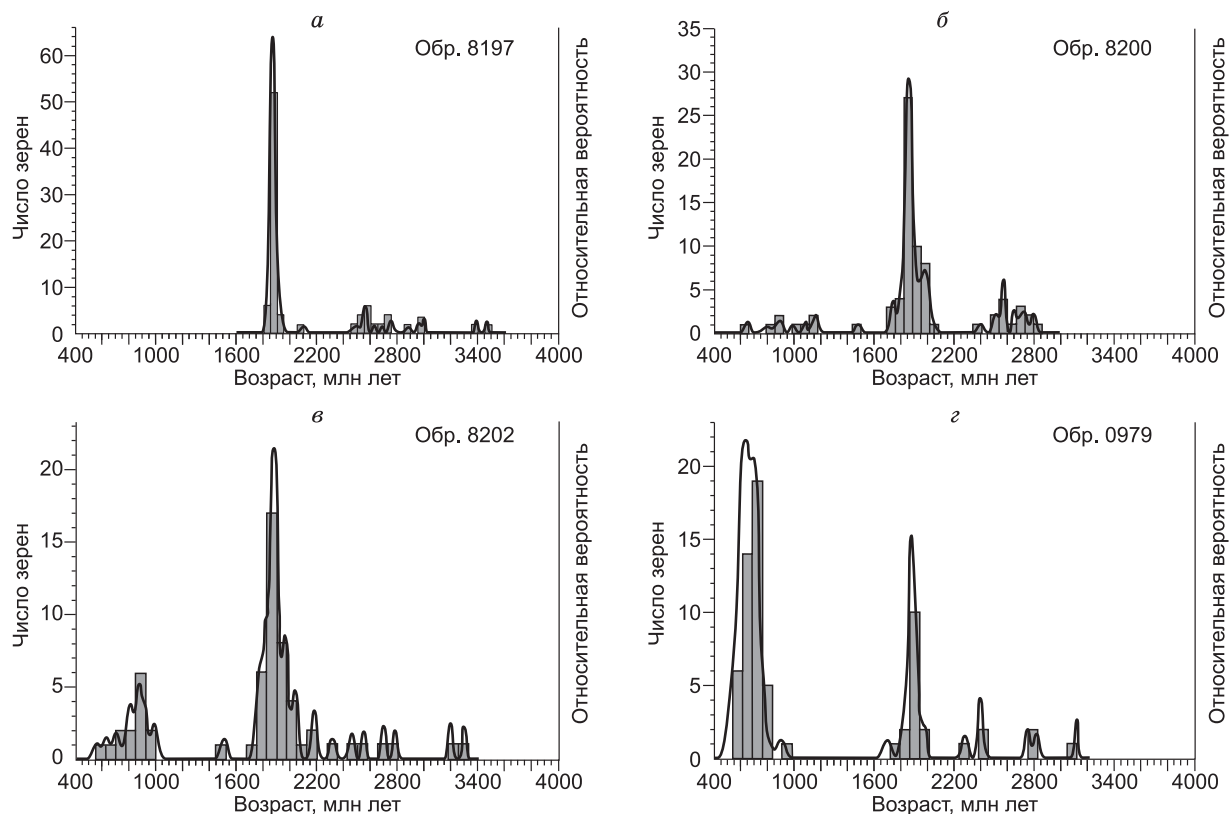 а
Обр. 8197
Число зерен
Относительная вероятность
60
50
40
30
20
10
0
400 1000 1600 2200 2800 3400 4000
Возраст, млн лет
б
Обр. 8200
Число зерен
Относительная вероятность
35
30
25
20
15
10
5
0
400 1000 1600 2200 2800 3400 4000
Возраст, млн лет
в
Обр. 8202
Число зерен
Относительная вероятность
20
15
10
5
0
400 1000 1600 2200 2800 3400 4000
Возраст, млн лет
г
Обр. 0979
Число зерен
Относительная вероятность
20
15
10
5
0
400 1000 1600 2200 2800 3400 4000
Возраст, млн лет